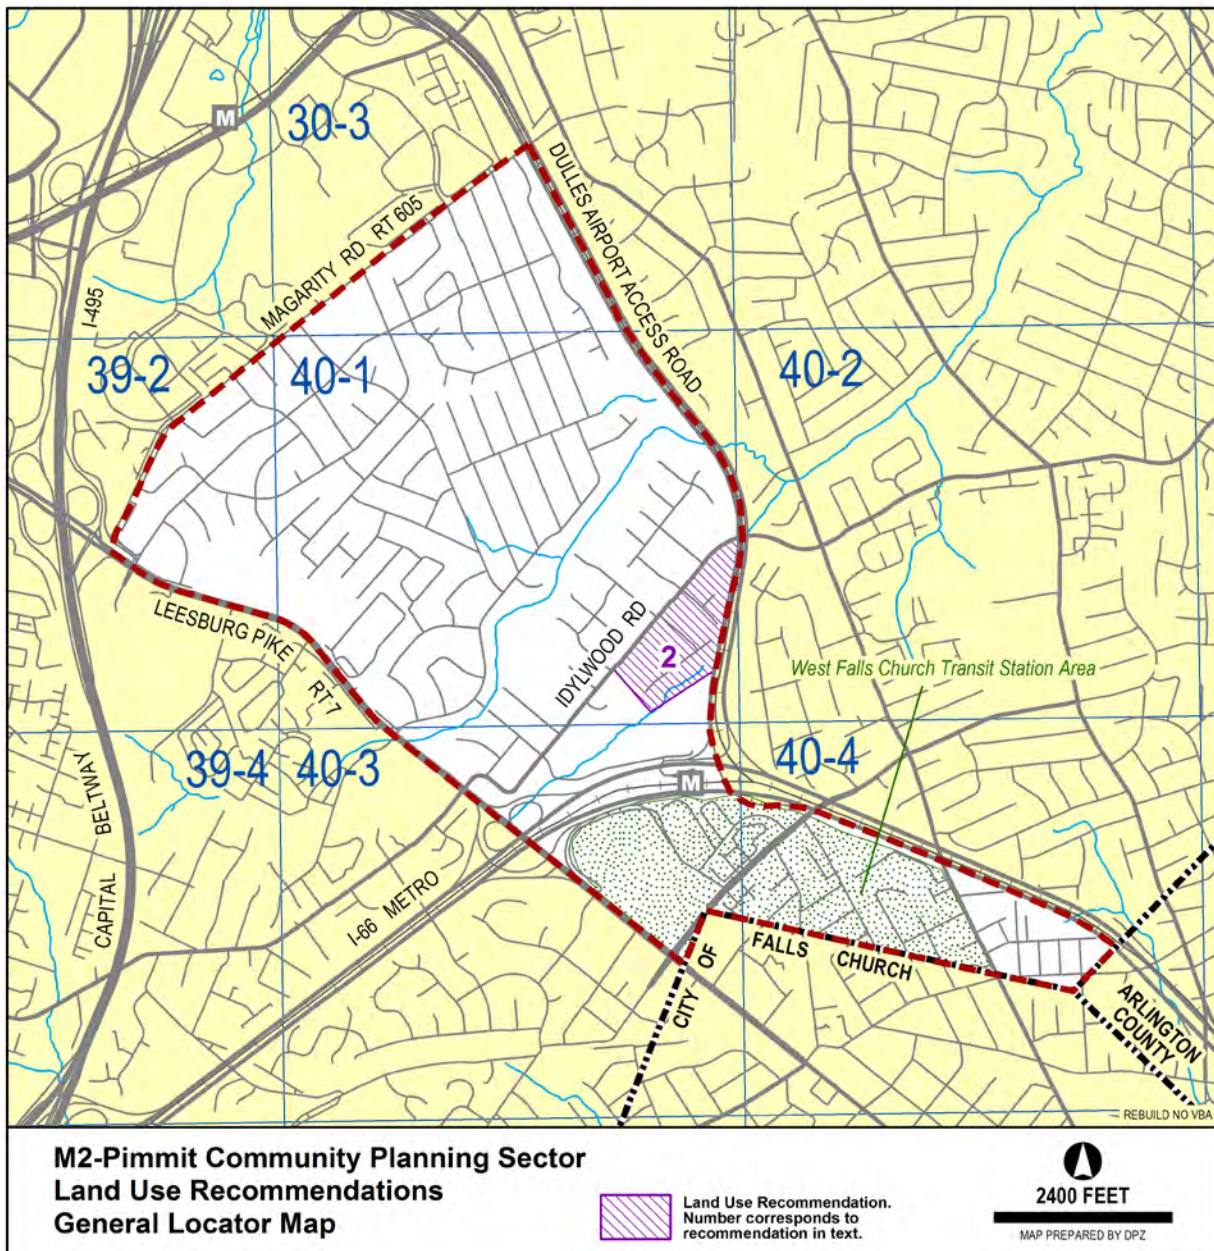 M
30-3
DULLES AIRPORT ACCESS ROAD
MAGARITY RD RT 605
I-495
39-2
40-1
40-2
LEESBURG PIKE
RT 7
IDYLWOOD RD
2
West Falls Church Transit Station Area
39-4
40-3
40-4
M
CAPITAL BELTWAY
I-66 METRO
CITY OF FALLS CHURCH
ARLINGTON
COUNTY
REBUILD NO VBA
M2-Pimmit Community Planning Sector
Land Use Recommendations
General Locator Map
Land Use Recommendation.
Number corresponds to
recommendation in text.
2400 FEET
MAP PREPARED BY DPZ